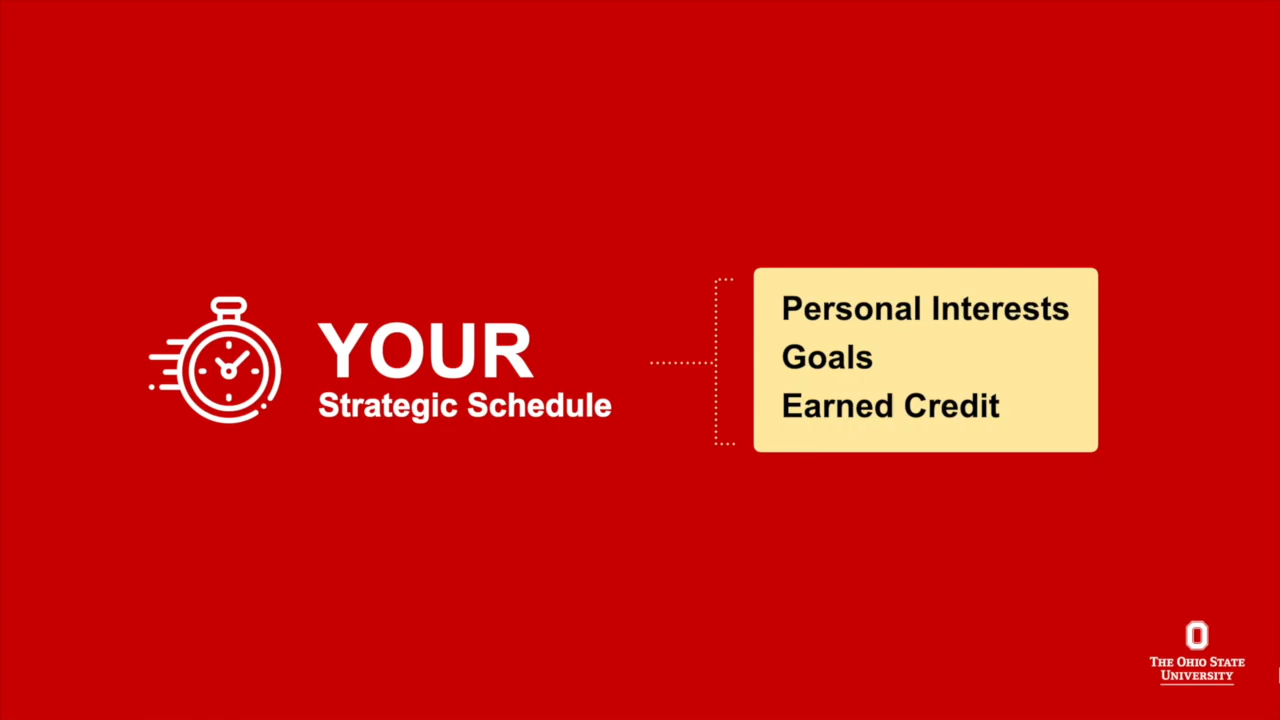 YOUR
Strategic Schedule
Personal Interests
Goals
Earned Credit
THE OHIO STATE
UNIVERSITY